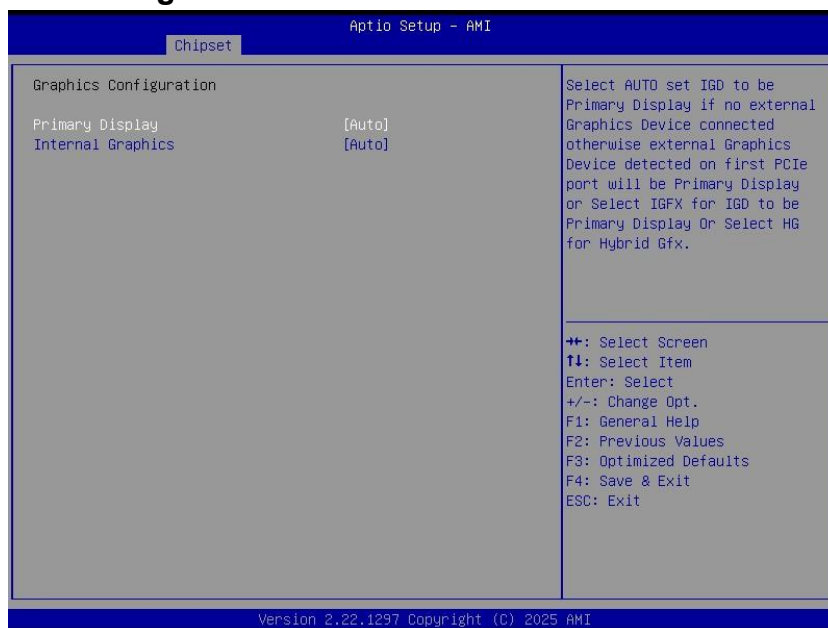 Aptio Setup - AMI
Chipset
Graphics Configuration
Primary Display [Auto]
Internal Graphics [Auto]
Select AUTO set IGD to be
Primary Display if no external
Graphics Device connected
otherwise external Graphics
Device detected on first PCIe
port will be Primary Display
or Select IGFX for IGD to be
Primary Display Or Select HG
for Hybrid Gfx.
→←: Select Screen
↑↓: Select Item
Enter: Select
+/-: Change Opt.
F1: General Help
F2: Previous Values
F3: Optimized Defaults
F4: Save & Exit
ESC: Exit
Version 2.22.1297 Copyright (C) 2025 AMI